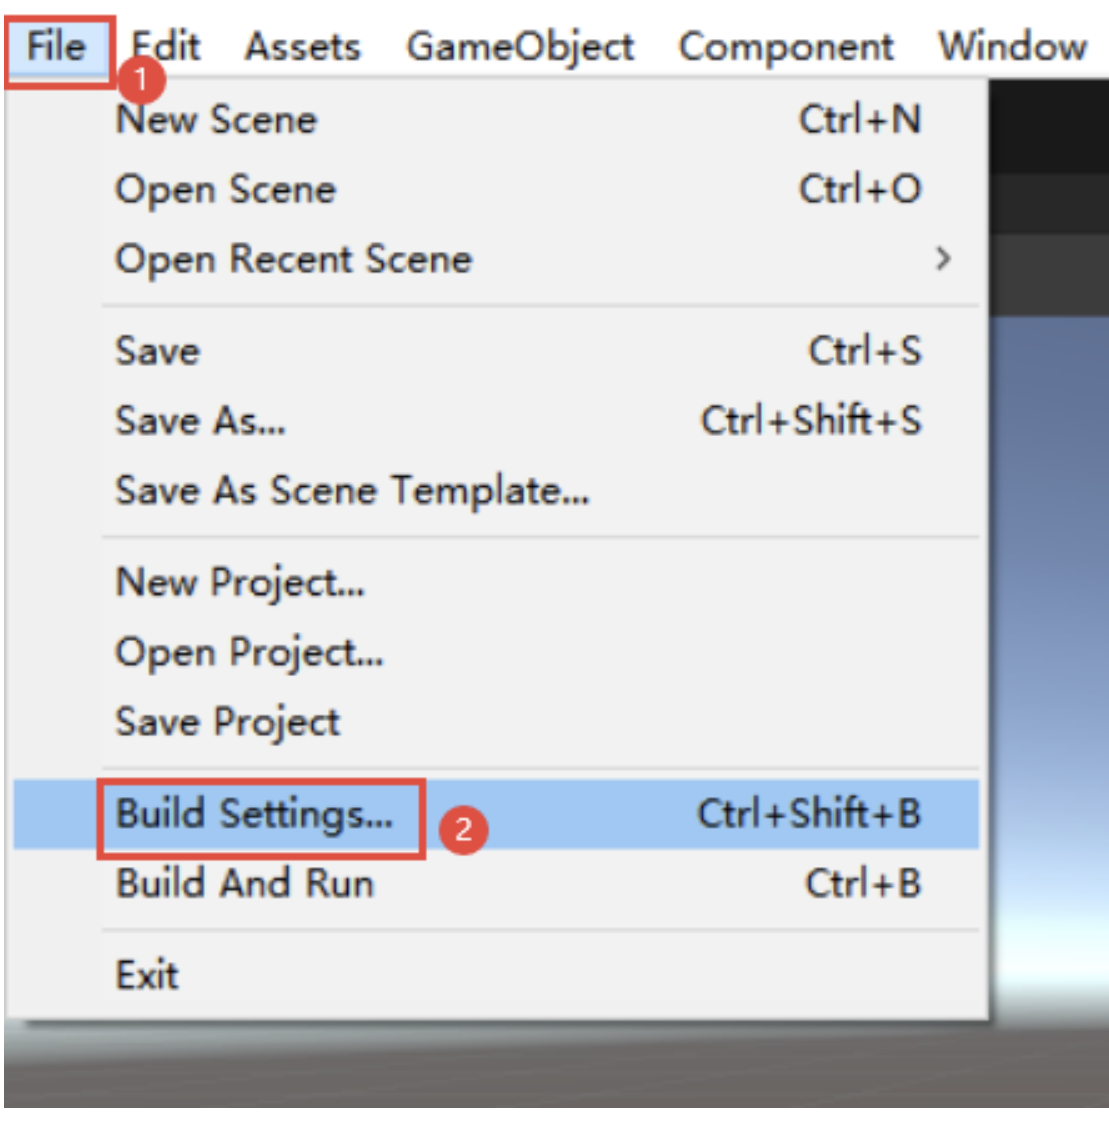 File Edit Assets GameObject Component Window
1
New Scene Ctrl+N
Open Scene Ctrl+O
Open Recent Scene >
Save Ctrl+S
Save As... Ctrl+Shift+S
Save As Scene Template...
New Project...
Open Project...
Save Project
Build Settings... 2 Ctrl+Shift+B
Build And Run Ctrl+B
Exit